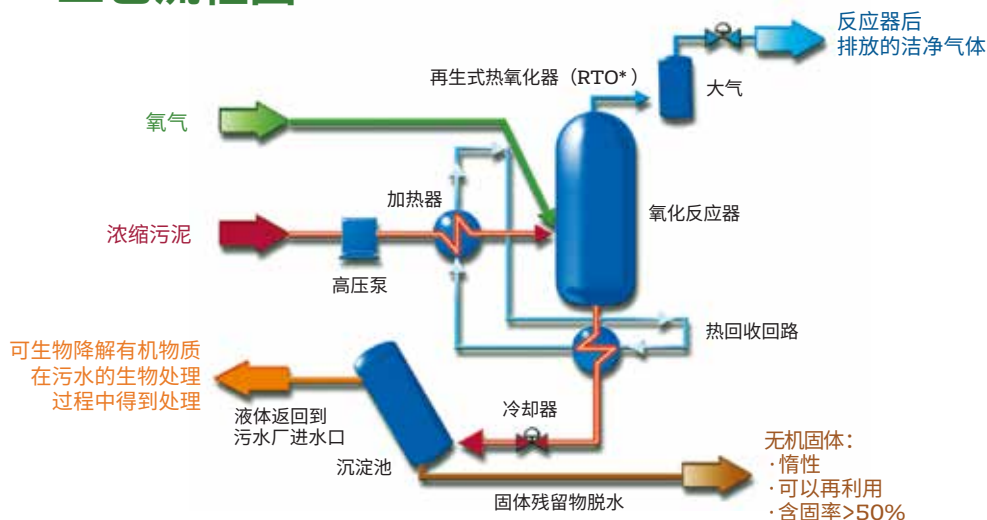 工艺流程图
反应器后
排放的洁净气体
再生式热氧化器（RTO*）
大气
氧气
加热器
氧化反应器
浓缩污泥
高压泵
热回收回路
可生物降解有机物质
在污水的生物处理
过程中得到处理
液体返回到
污水厂进水口
冷却器
沉淀池
固体残留物脱水
无机固体：
·惰性
·可以再利用
·含固率>50%